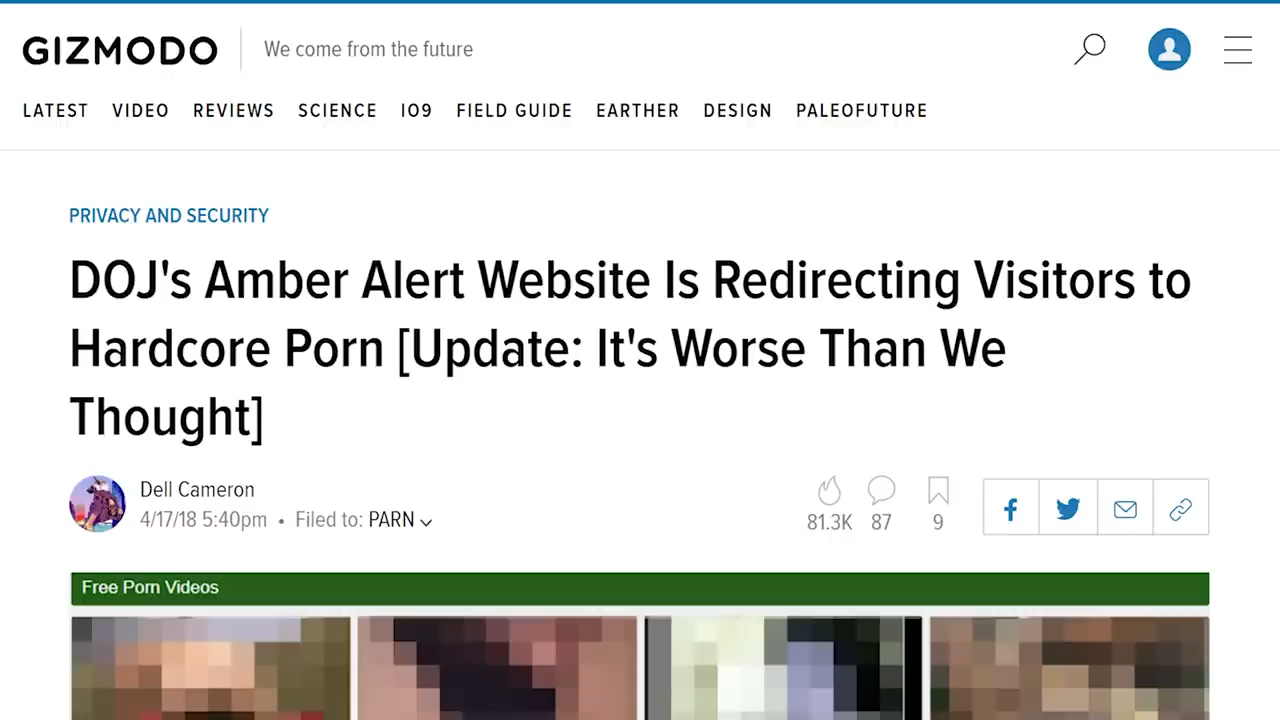 GIZMODO We come from the future
LATEST VIDEO REVIEWS SCIENCE IO9 FIELD GUIDE EARTHER DESIGN PALEOFUTURE
PRIVACY AND SECURITY
DOJ's Amber Alert Website Is Redirecting Visitors to
Hardcore Porn [Update: It's Worse Than We
Thought]
Dell Cameron
4/17/18 5:40pm • Filed to: PARN
81.3K 87 9
Free Porn Videos